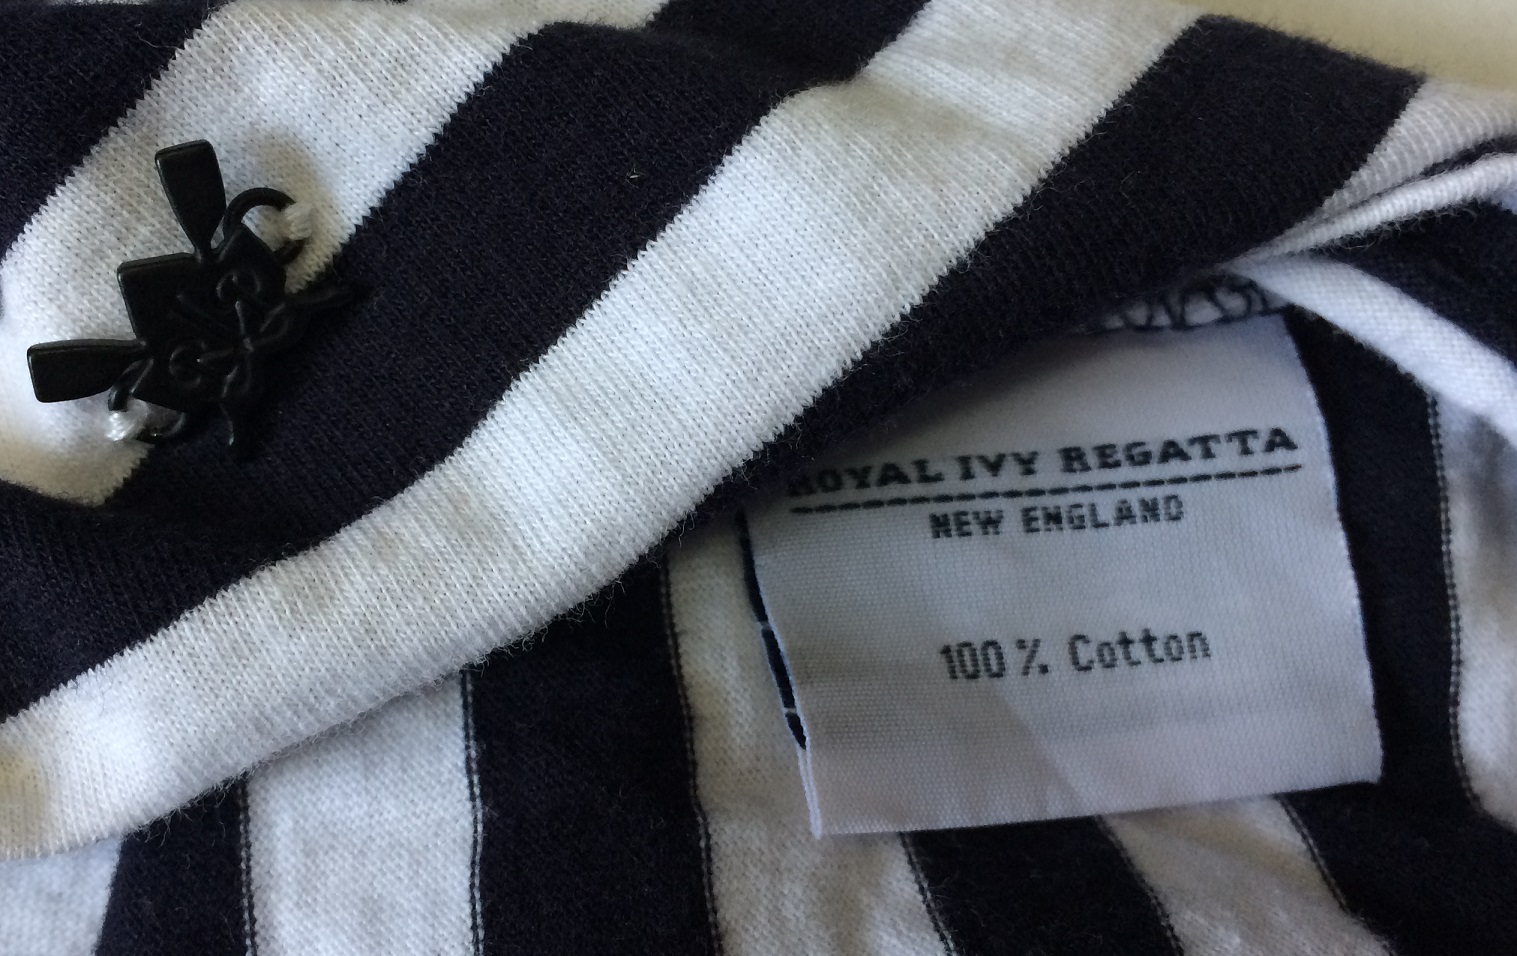 ROYAL IVY REGATTA
NEW ENGLAND
100% Cotton